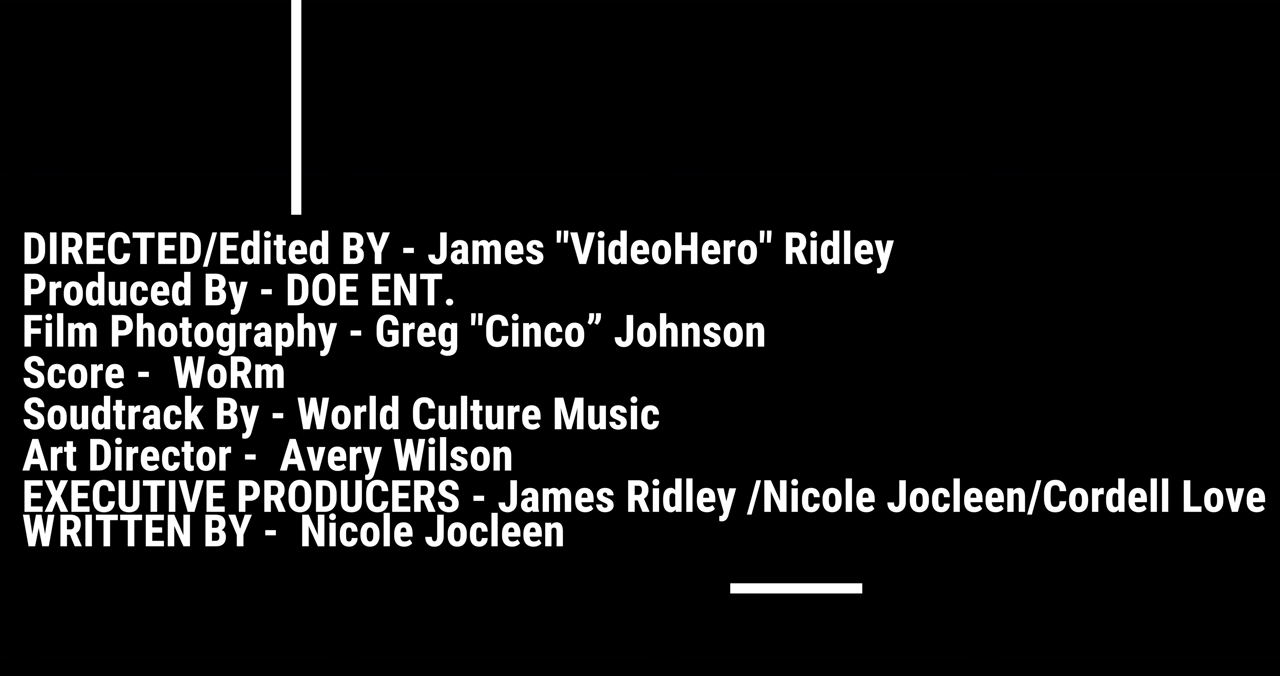 DIRECTED/Edited BY - James "VideoHero" Ridley
Produced By - DOE ENT.
Film Photography - Greg "Cinco” Johnson
Score -  WoRm
Soudtrack By - World Culture Music
Art Director -  Avery Wilson
EXECUTIVE PRODUCERS - James Ridley /Nicole Jocleen/Cordell Love
WRITTEN BY -  Nicole Jocleen